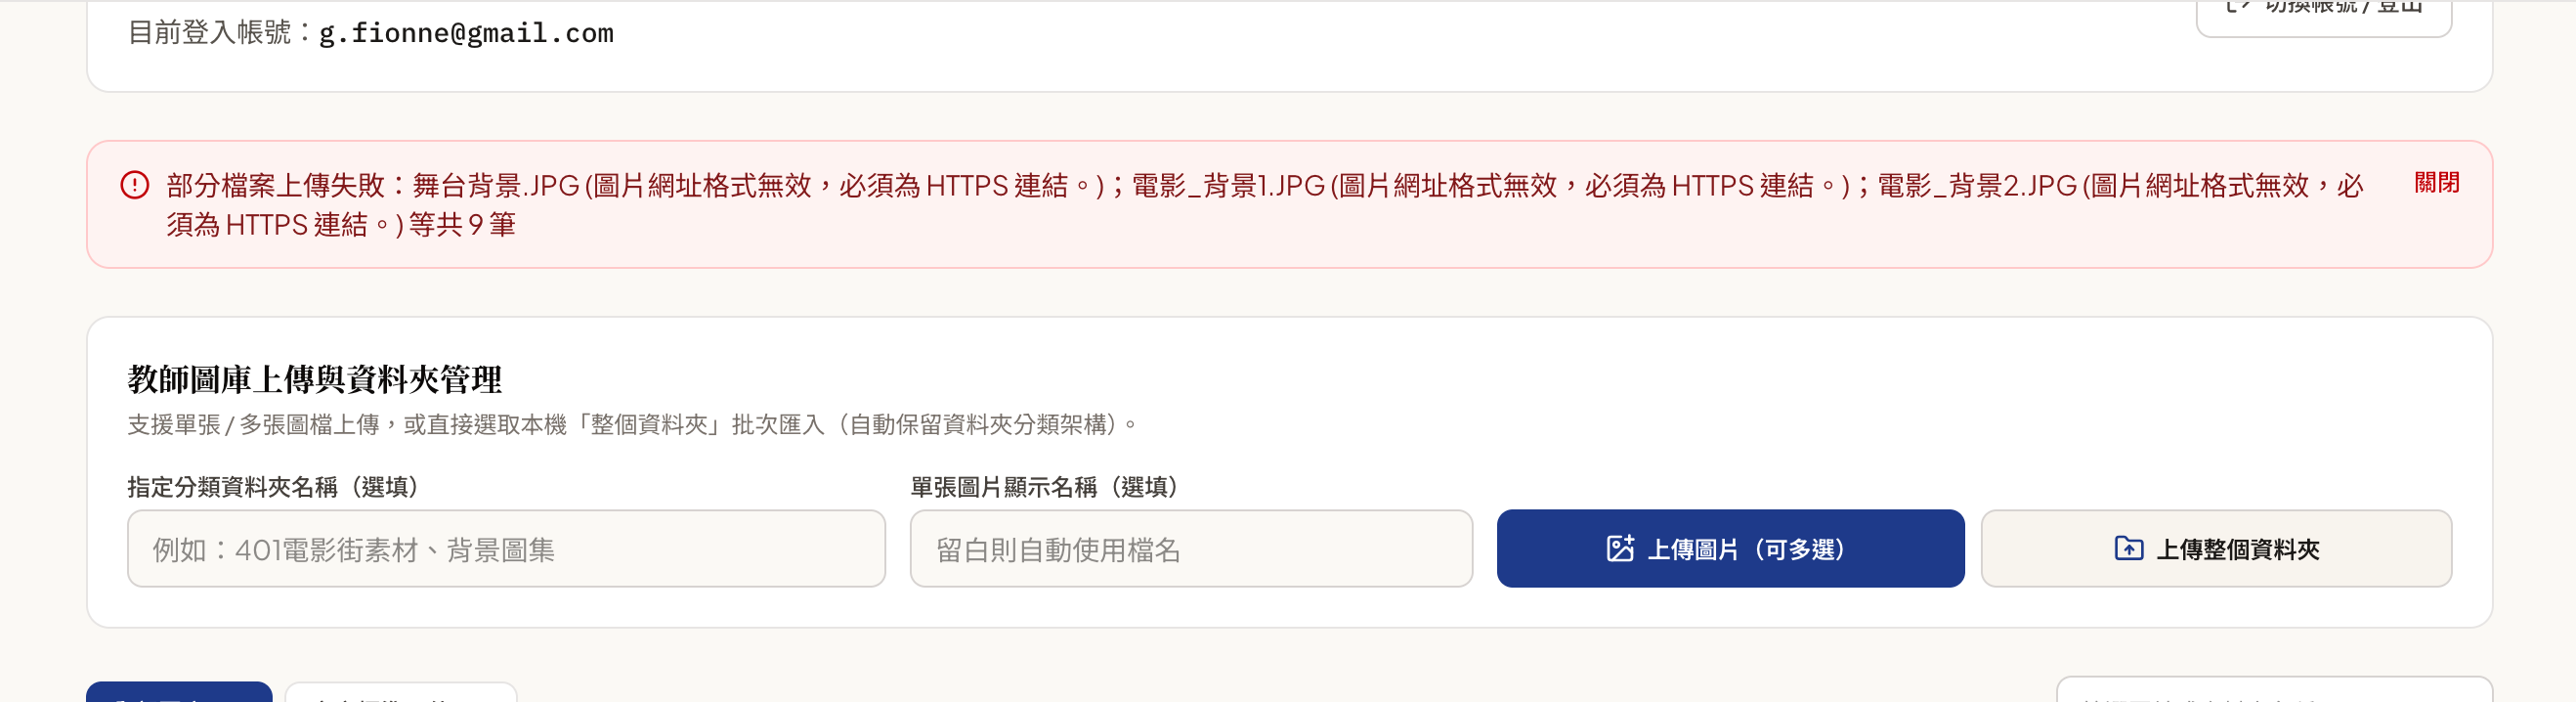 切換帳號 / 登出
目前登入帳號：g.fionne@gmail.com
部分檔案上傳失敗：舞台背景.JPG (圖片網址格式無效，必須為 HTTPS 連結。)；電影_背景1.JPG (圖片網址格式無效，必須為 HTTPS 連結。)；電影_背景2.JPG (圖片網址格式無效，必
須為 HTTPS 連結。) 等共 9 筆
關閉
教師圖庫上傳與資料夾管理
支援單張 / 多張圖檔上傳，或直接選取本機「整個資料夾」批次匯入（自動保留資料夾分類架構）。
指定分類資料夾名稱（選填）
單張圖片顯示名稱（選填）
例如：401電影街素材、背景圖集
留白則自動使用檔名
上傳圖片（可多選）
上傳整個資料夾